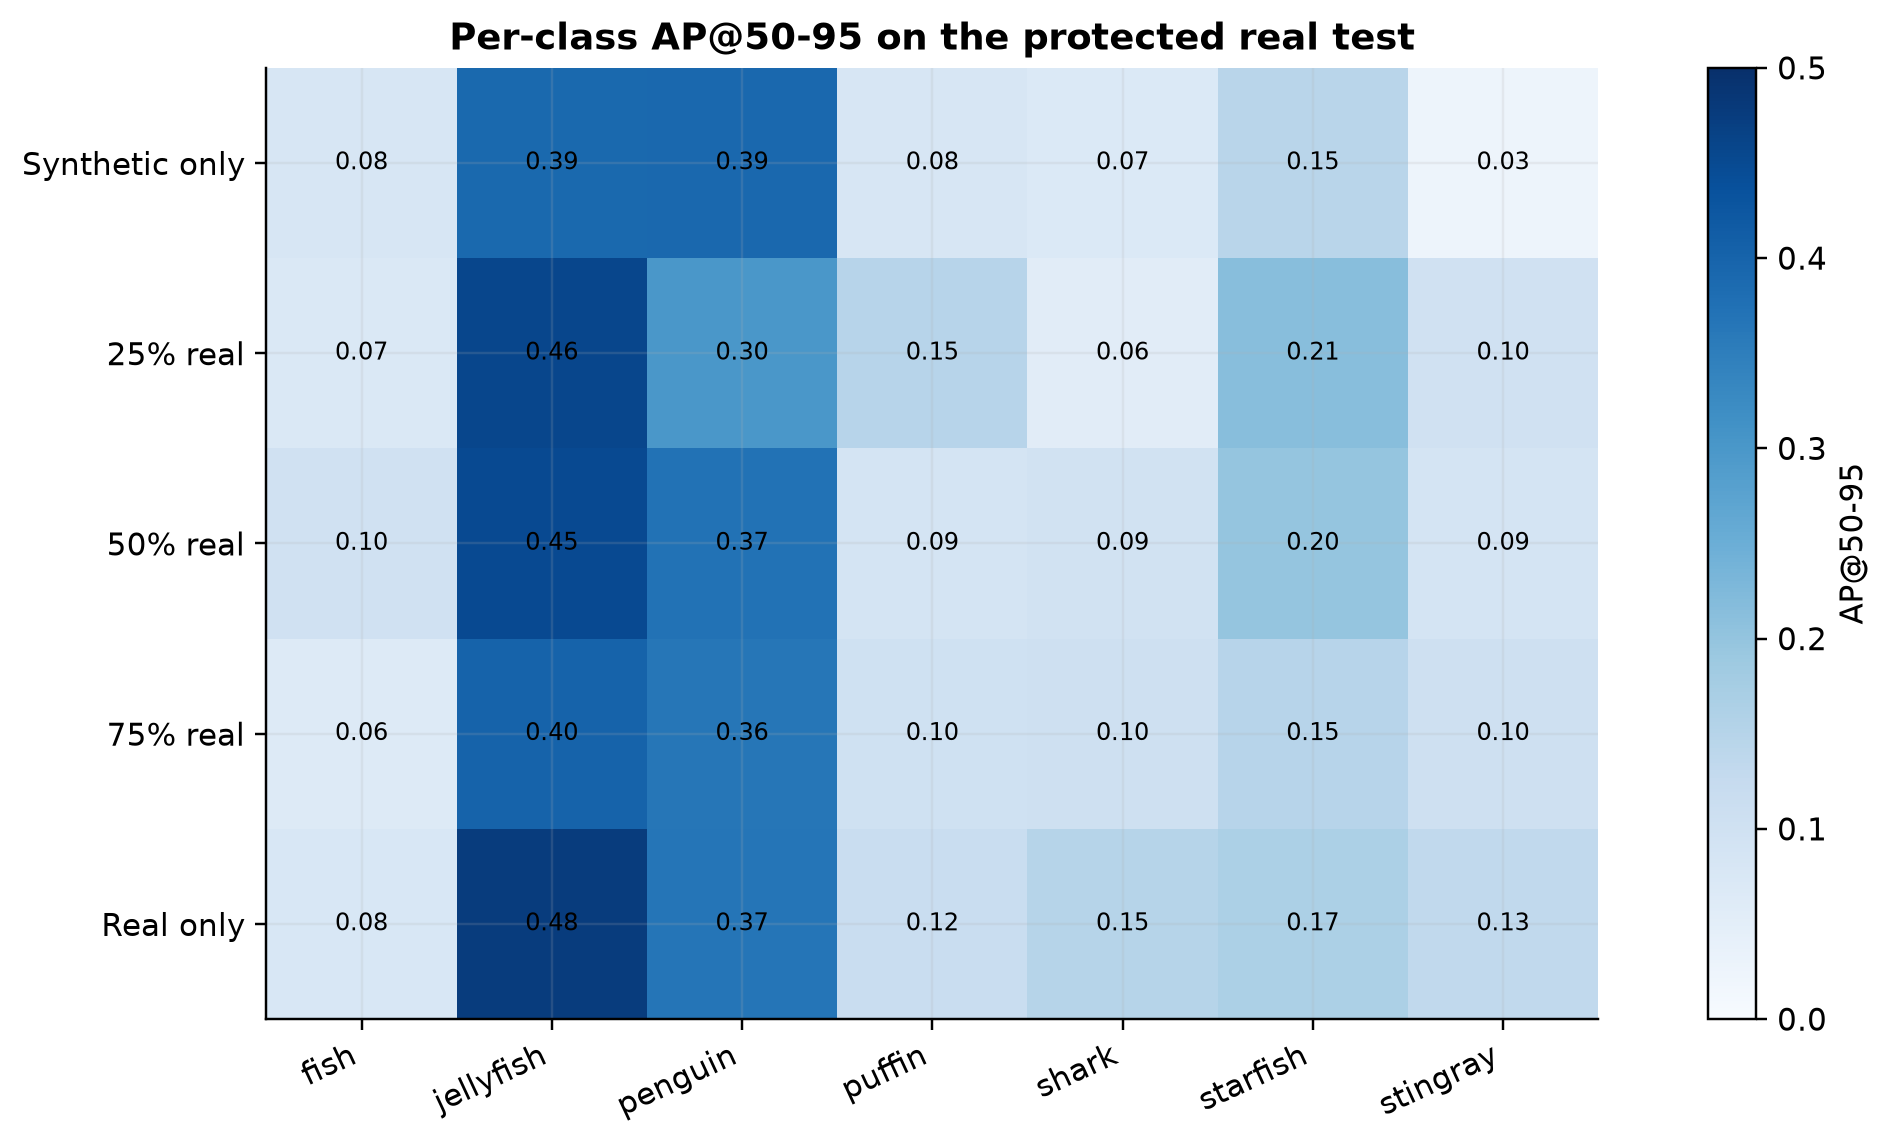 Per-class AP@50-95 on the protected real test
Synthetic only 0.08 0.39 0.39 0.08 0.07 0.15 0.03
25% real 0.07 0.46 0.30 0.15 0.06 0.21 0.10
50% real 0.10 0.45 0.37 0.09 0.09 0.20 0.09
75% real 0.06 0.40 0.36 0.10 0.10 0.15 0.10
Real only 0.08 0.48 0.37 0.12 0.15 0.17 0.13
fish jellyfish penguin puffin shark starfish stingray
0.5
0.4
0.3
0.2
0.1
0.0
AP@50-95